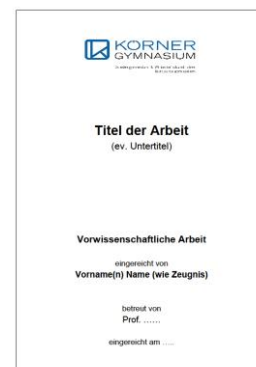 KORNER
GYMNASIUM
Titel der Arbeit
(ev. Untertitel)
Vorwissenschaftliche Arbeit
eingereicht von
Vorname(n) Name (wie Zeugnis)
betreut von
Prof. ......
eingereicht am .....